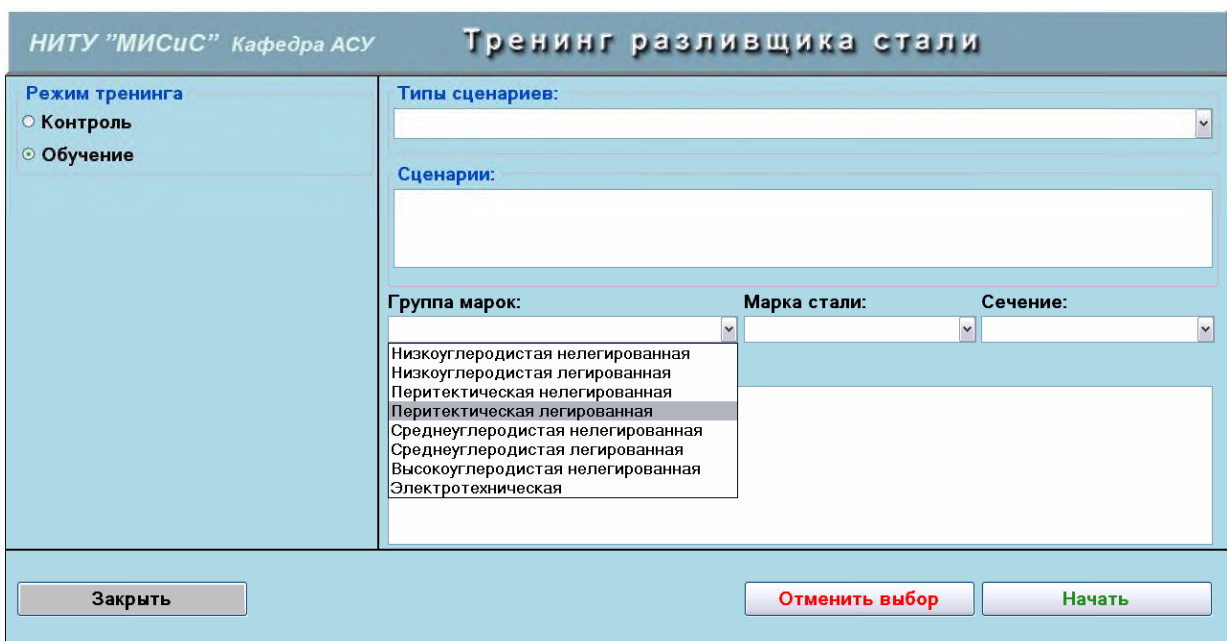 НИТУ "МИСиС" Кафедра АСУ Тренинг разливщика стали
Режим тренинга
Контроль
Обучение
Типы сценариев:
Сценарии:
Группа марок: Марка стали: Сечение:
Низкоуглеродистая нелегированная
Низкоуглеродистая легированная
Перитектическая нелегированная
Перитектическая легированная
Среднеуглеродистая нелегированная
Среднеуглеродистая легированная
Высокоуглеродистая нелегированная
Электротехническая
Закрыть Отменить выбор Начать